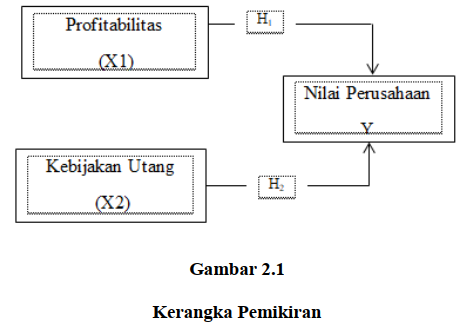 Profitabilitas
(X1)
H1
Nilai Perusahaan
Y
Kebijakan Utang
(X2)
H2
Gambar 2.1
Kerangka Pemikiran